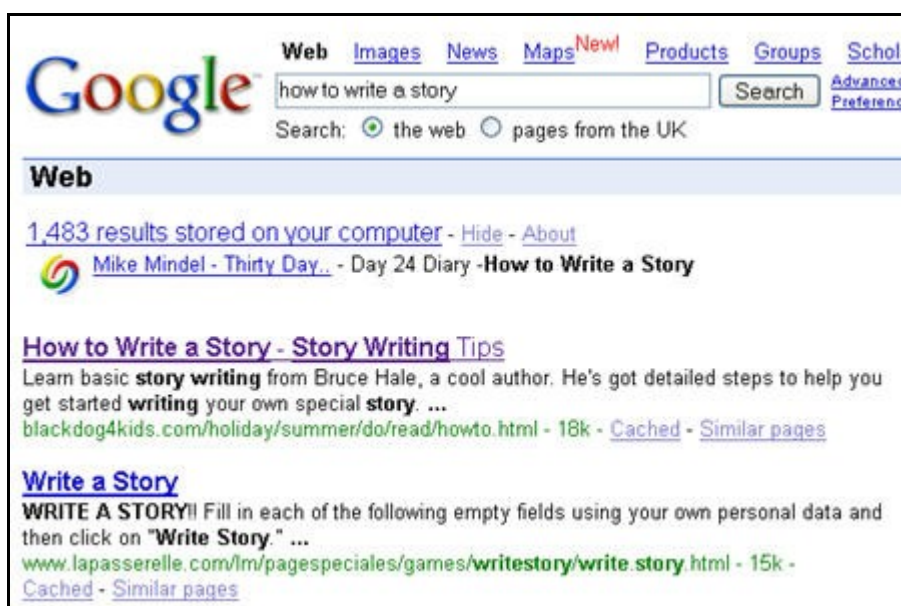 Google™ Web Images News Maps New! Products Groups
how to write a story Search Advanced
Search: the web pages from the UK
Web
1,483 results stored on your computer - Hide - About
Mike Mindel - Thirty Day.. - Day 24 Diary -How to Write a Story
How to Write a Story - Story Writing Tips
Learn basic story writing from Bruce Hale, a cool author. He's got detailed steps to help you
get started writing your own special story. ...
blackdog4kids.com/holiday/summer/do/read/howto.html - 18k - Cached - Similar pages
Write a Story
WRITE A STORY!! Fill in each of the following empty fields using your own personal data and
then click on "Write Story." ...
www.lapasserelle.com/lm/pagespeciales/games/writestory/write.story.html - 15k -
Cached - Similar pages